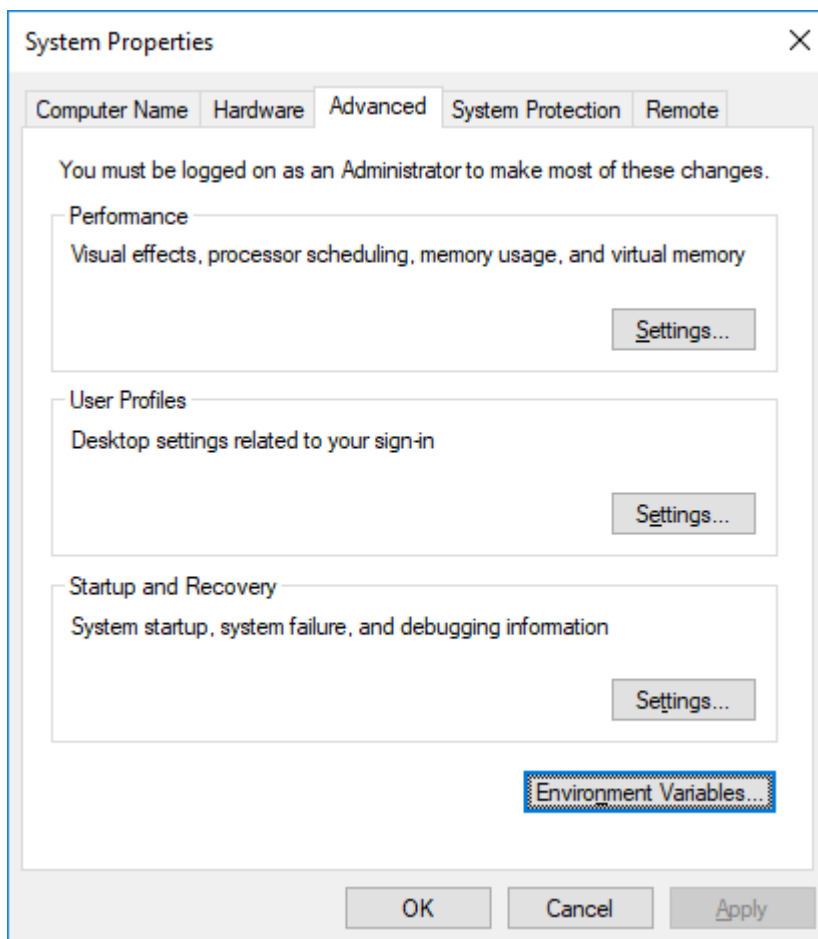 System Properties
Computer Name Hardware Advanced System Protection Remote
You must be logged on as an Administrator to make most of these changes.
Performance
Visual effects, processor scheduling, memory usage, and virtual memory
Settings...
User Profiles
Desktop settings related to your sign-in
Settings...
Startup and Recovery
System startup, system failure, and debugging information
Settings...
Environment Variables...
OK Cancel Apply